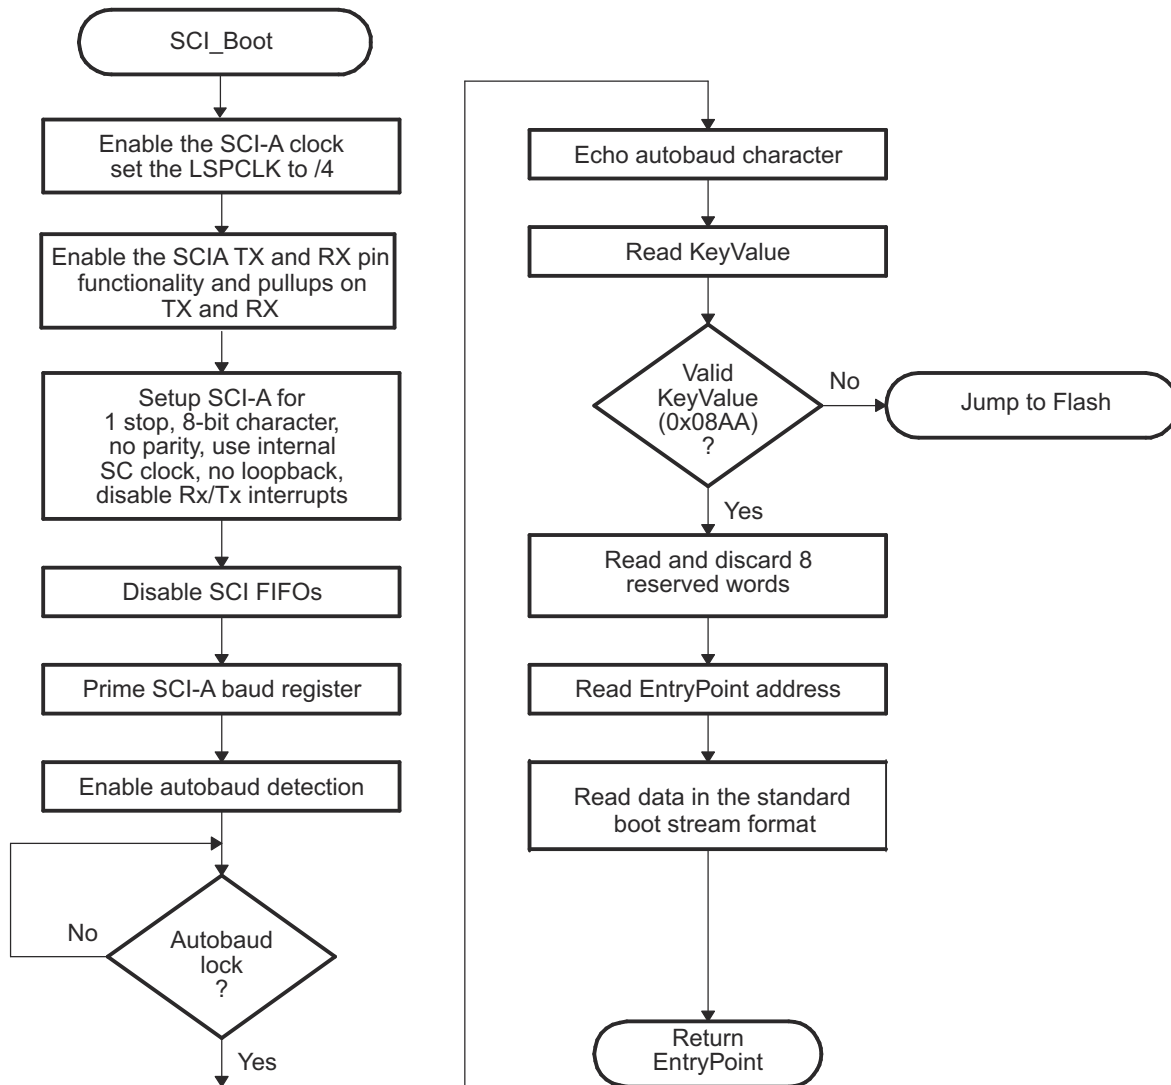 SCI_Boot
Enable the SCI-A clock
set the LSPCLK to /4
Enable the SCIA TX and RX pin
functionality and pullups on
TX and RX
Setup SCI-A for
1 stop, 8-bit character,
no parity, use internal
SC clock, no loopback,
disable Rx/Tx interrupts
Disable SCI FIFOs
Prime SCI-A baud register
Enable autobaud detection
No
Autobaud
lock
?
Yes
Echo autobaud character
Read KeyValue
Valid
KeyValue
(0x08AA)
?
No
Jump to Flash
Yes
Read and discard 8
reserved words
Read EntryPoint address
Read data in the standard
boot stream format
Return
EntryPoint